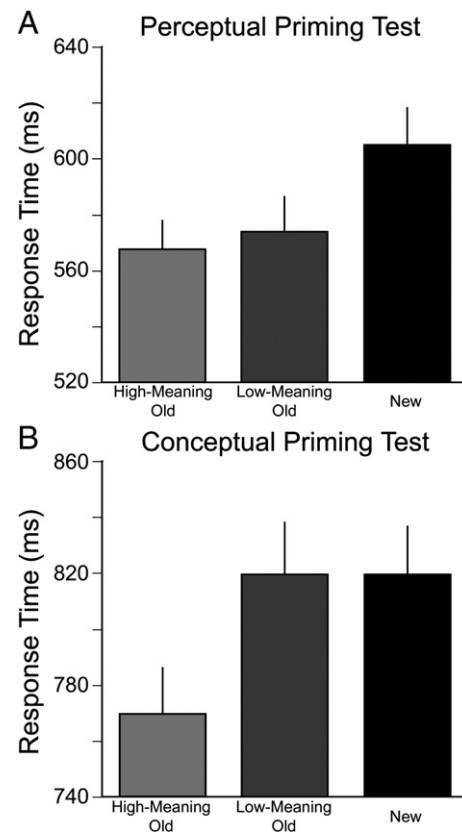 A
Perceptual Priming Test
Response Time (ms)
640
600
560
520
High-Meaning
Old
Low-Meaning
Old
New
B
Conceptual Priming Test
Response Time (ms)
860
820
780
740
High-Meaning
Old
Low-Meaning
Old
New